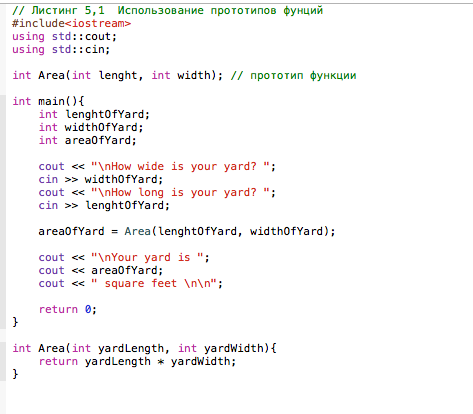 // Листинг 5,1  Использование прототипов фунций
#include<iostream>
using std::cout;
using std::cin;
int Area(int lenght, int width); // прототип функции
int main(){
    int lenghtOfYard;
    int widthOfYard;
    int areaOfYard;
    cout << "\nHow wide is your yard? ";
    cin >> widthOfYard;
    cout << "\nHow long is your yard? ";
    cin >> lenghtOfYard;
    areaOfYard = Area(lenghtOfYard, widthOfYard);
    cout << "\nYour yard is ";
    cout << areaOfYard;
    cout << " square feet \n\n";
    return 0;
}
int Area(int yardLength, int yardWidth){
    return yardLength * yardWidth;
}